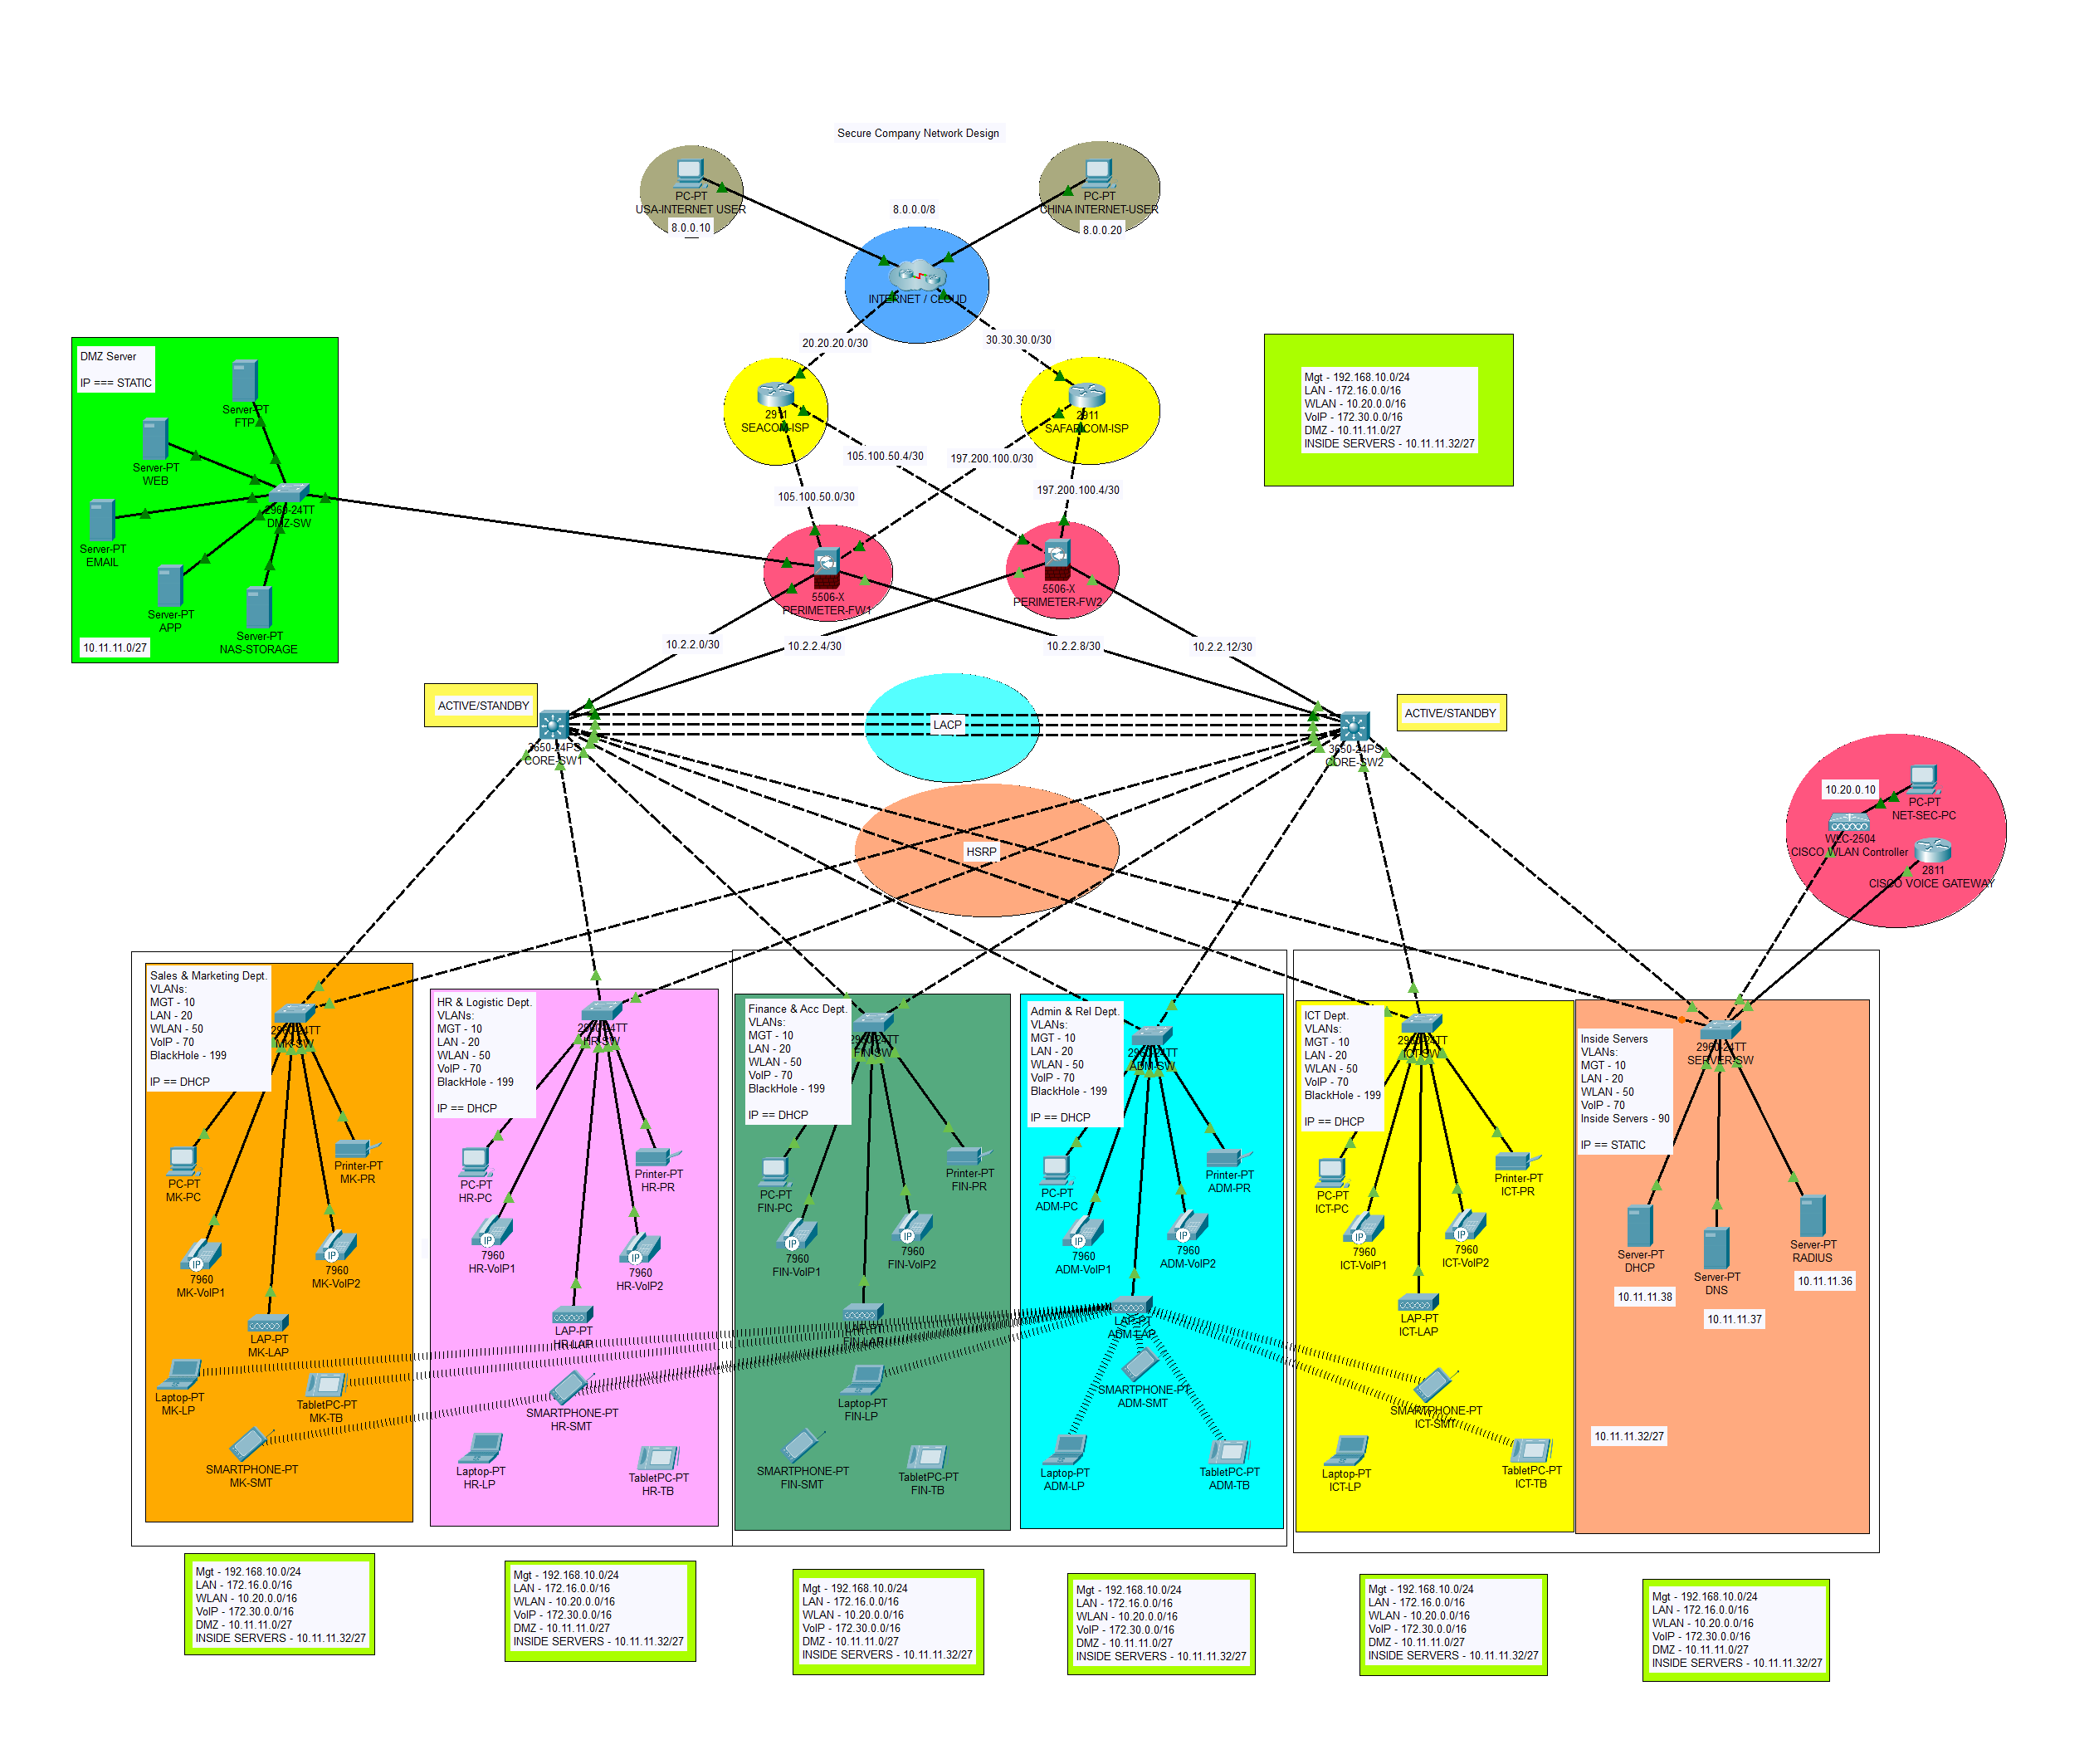 Secure Company Network Design
PC-PT
USA-INTERNET USER
8.0.0.10
8.0.0.0/8
PC-PT
CHINA INTERNET-USER
8.0.0.20
INTERNET / CLOUD
20.20.20.0/30
30.30.30.0/30
2911
SEACOM-ISP
2911
SAFARICOM-ISP
Mgt - 192.168.10.0/24
LAN - 172.16.0.0/16
WLAN - 10.20.0.0/16
VoIP - 172.30.0.0/16
DMZ - 10.11.11.0/27
INSIDE SERVERS - 10.11.11.32/27
DMZ Server
IP === STATIC
Server-PT
FTP
Server-PT
WEB
2960-24TT
DMZ-SW
Server-PT
EMAIL
Server-PT
APP
Server-PT
NAS-STORAGE
10.11.11.0/27
105.100.50.4/30
197.200.100.0/30
105.100.50.0/30
197.200.100.4/30
5506-X
PERIMETER-FW1
5506-X
PERIMETER-FW2
10.2.2.0/30
10.2.2.4/30
10.2.2.8/30
10.2.2.12/30
ACTIVE/STANDBY
ACTIVE/STANDBY
LACP
3650-24PS
CORE-SW1
3650-24PS
CORE-SW2
HSRP
10.20.0.10
PC-PT
NET-SEC-PC
WLC-2504
CISCO WLAN Controller
2811
CISCO VOICE GATEWAY
Sales & Marketing Dept.
VLANs:
MGT - 10
LAN - 20
WLAN - 50
VoIP - 70
BlackHole - 199
IP == DHCP
2960-24TT
MK-SW
PC-PT
MK-PC
Printer-PT
MK-PR
7960
MK-VoIP1
7960
MK-VoIP2
LAP-PT
MK-LAP
Laptop-PT
MK-LP
TabletPC-PT
MK-TB
SMARTPHONE-PT
MK-SMT
HR & Logistic Dept.
VLANs:
MGT - 10
LAN - 20
WLAN - 50
VoIP - 70
BlackHole - 199
IP == DHCP
2960-24TT
HR-SW
PC-PT
HR-PC
Printer-PT
HR-PR
7960
HR-VoIP1
7960
HR-VoIP2
LAP-PT
HR-LAP
SMARTPHONE-PT
HR-SMT
Laptop-PT
HR-LP
TabletPC-PT
HR-TB
Finance & Acc Dept.
VLANs:
MGT - 10
LAN - 20
WLAN - 50
VoIP - 70
BlackHole - 199
IP == DHCP
2960-24TT
FIN-SW
PC-PT
FIN-PC
Printer-PT
FIN-PR
7960
FIN-VoIP1
7960
FIN-VoIP2
LAP-PT
FIN-LAP
Laptop-PT
FIN-LP
SMARTPHONE-PT
FIN-SMT
TabletPC-PT
FIN-TB
Admin & Rel Dept.
VLANs:
MGT - 10
LAN - 20
WLAN - 50
VoIP - 70
BlackHole - 199
IP == DHCP
2960-24TT
ADM-SW
PC-PT
ADM-PC
Printer-PT
ADM-PR
7960
ADM-VoIP1
7960
ADM-VoIP2
LAP-PT
ADM-LAP
SMARTPHONE-PT
ADM-SMT
Laptop-PT
ADM-LP
TabletPC-PT
ADM-TB
ICT Dept.
VLANs:
MGT - 10
LAN - 20
WLAN - 50
VoIP - 70
BlackHole - 199
IP == DHCP
2960-24TT
ICT-SW
PC-PT
ICT-PC
Printer-PT
ICT-PR
7960
ICT-VoIP1
7960
ICT-VoIP2
LAP-PT
ICT-LAP
SMARTPHONE-PT
ICT-SMT
Laptop-PT
ICT-LP
TabletPC-PT
ICT-TB
Inside Servers
VLANs:
MGT - 10
LAN - 20
WLAN - 50
VoIP - 70
Inside Servers - 90
IP == STATIC
2960-24TT
SERVER-SW
Server-PT
DHCP
10.11.11.38
Server-PT
DNS
10.11.11.37
Server-PT
RADIUS
10.11.11.36
10.11.11.32/27
Mgt - 192.168.10.0/24
LAN - 172.16.0.0/16
WLAN - 10.20.0.0/16
VoIP - 172.30.0.0/16
DMZ - 10.11.11.0/27
INSIDE SERVERS - 10.11.11.32/27
Mgt - 192.168.10.0/24
LAN - 172.16.0.0/16
WLAN - 10.20.0.0/16
VoIP - 172.30.0.0/16
DMZ - 10.11.11.0/27
INSIDE SERVERS - 10.11.11.32/27
Mgt - 192.168.10.0/24
LAN - 172.16.0.0/16
WLAN - 10.20.0.0/16
VoIP - 172.30.0.0/16
DMZ - 10.11.11.0/27
INSIDE SERVERS - 10.11.11.32/27
Mgt - 192.168.10.0/24
LAN - 172.16.0.0/16
WLAN - 10.20.0.0/16
VoIP - 172.30.0.0/16
DMZ - 10.11.11.0/27
INSIDE SERVERS - 10.11.11.32/27
Mgt - 192.168.10.0/24
LAN - 172.16.0.0/16
WLAN - 10.20.0.0/16
VoIP - 172.30.0.0/16
DMZ - 10.11.11.0/27
INSIDE SERVERS - 10.11.11.32/27
Mgt - 192.168.10.0/24
LAN - 172.16.0.0/16
WLAN - 10.20.0.0/16
VoIP - 172.30.0.0/16
DMZ - 10.11.11.0/27
INSIDE SERVERS - 10.11.11.32/27